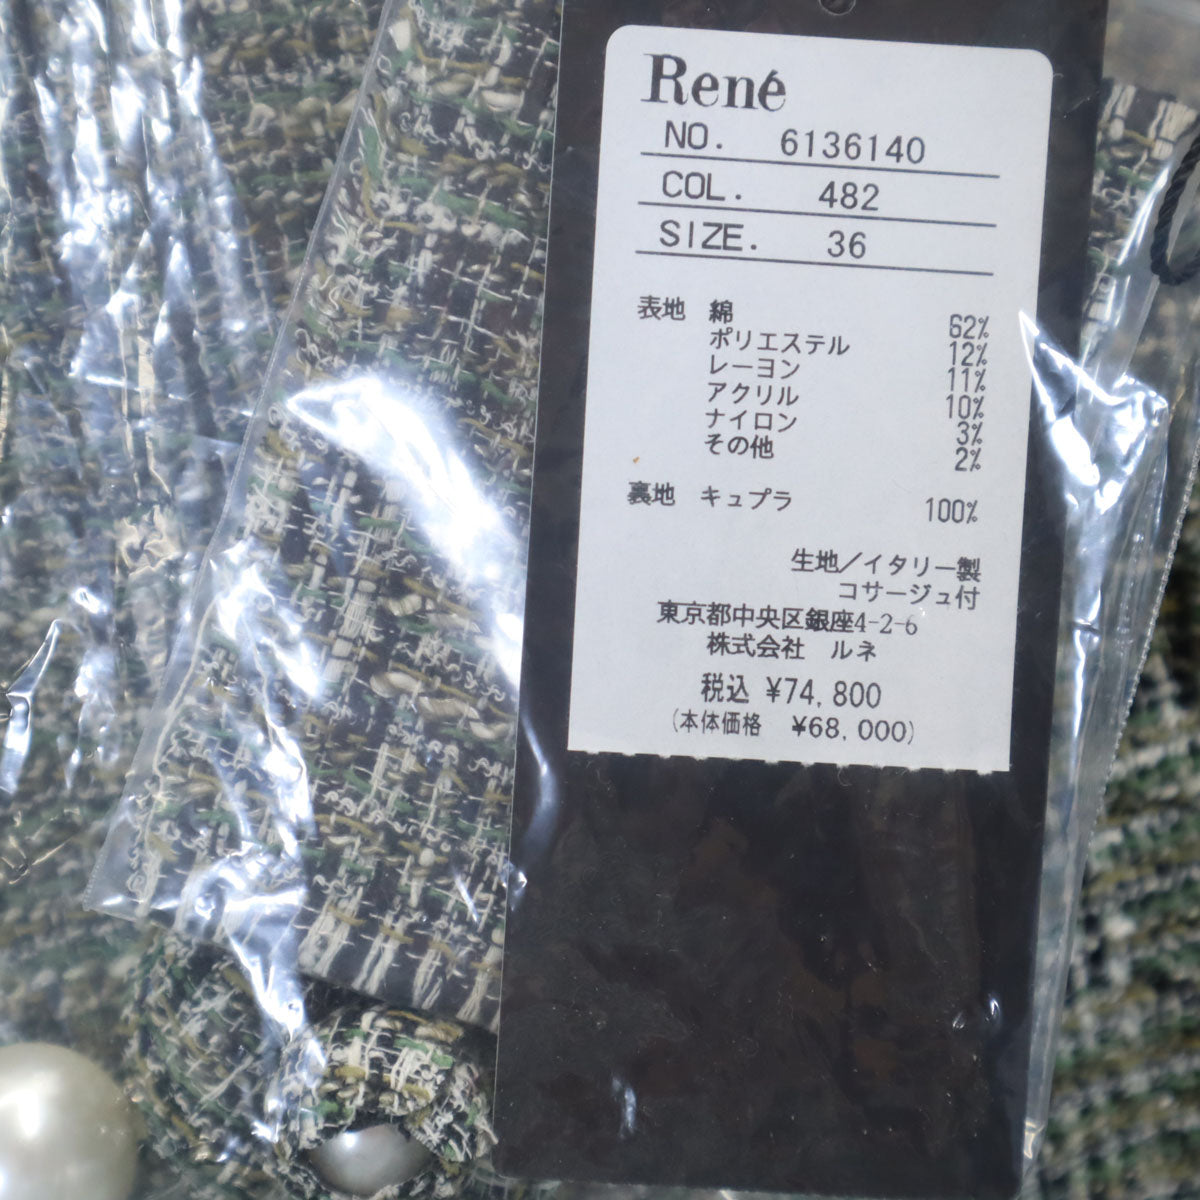 René
NO. 6136140
COL. 482
SIZE. 36
表地 綿 62%
ポリエステル 12%
レーヨン 11%
アクリル 10%
ナイロン 3%
その他 2%
裏地 キュプラ 100%
生地/イタリー製
コサージュ付
東京都中央区銀座4-2-6
株式会社 ルネ
税込 ¥74,800
(本体価格 ¥68,000)